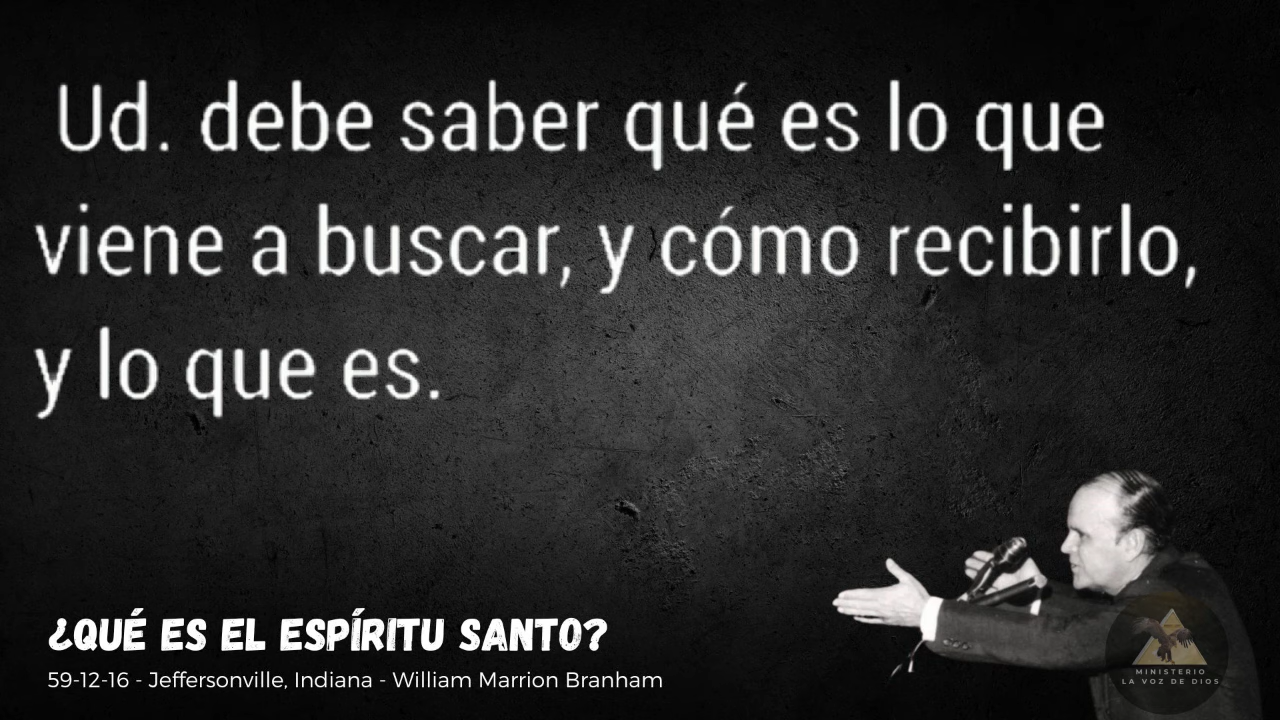 Ud. debe saber qué es lo que
viene a buscar, y cómo recibirlo,
y lo que es.
¿QUÉ ES EL ESPÍRITU SANTO?
59-12-16 - Jeffersonville, Indiana - William Marrion Branham
MINISTERIO
LA VOZ DE DIOS